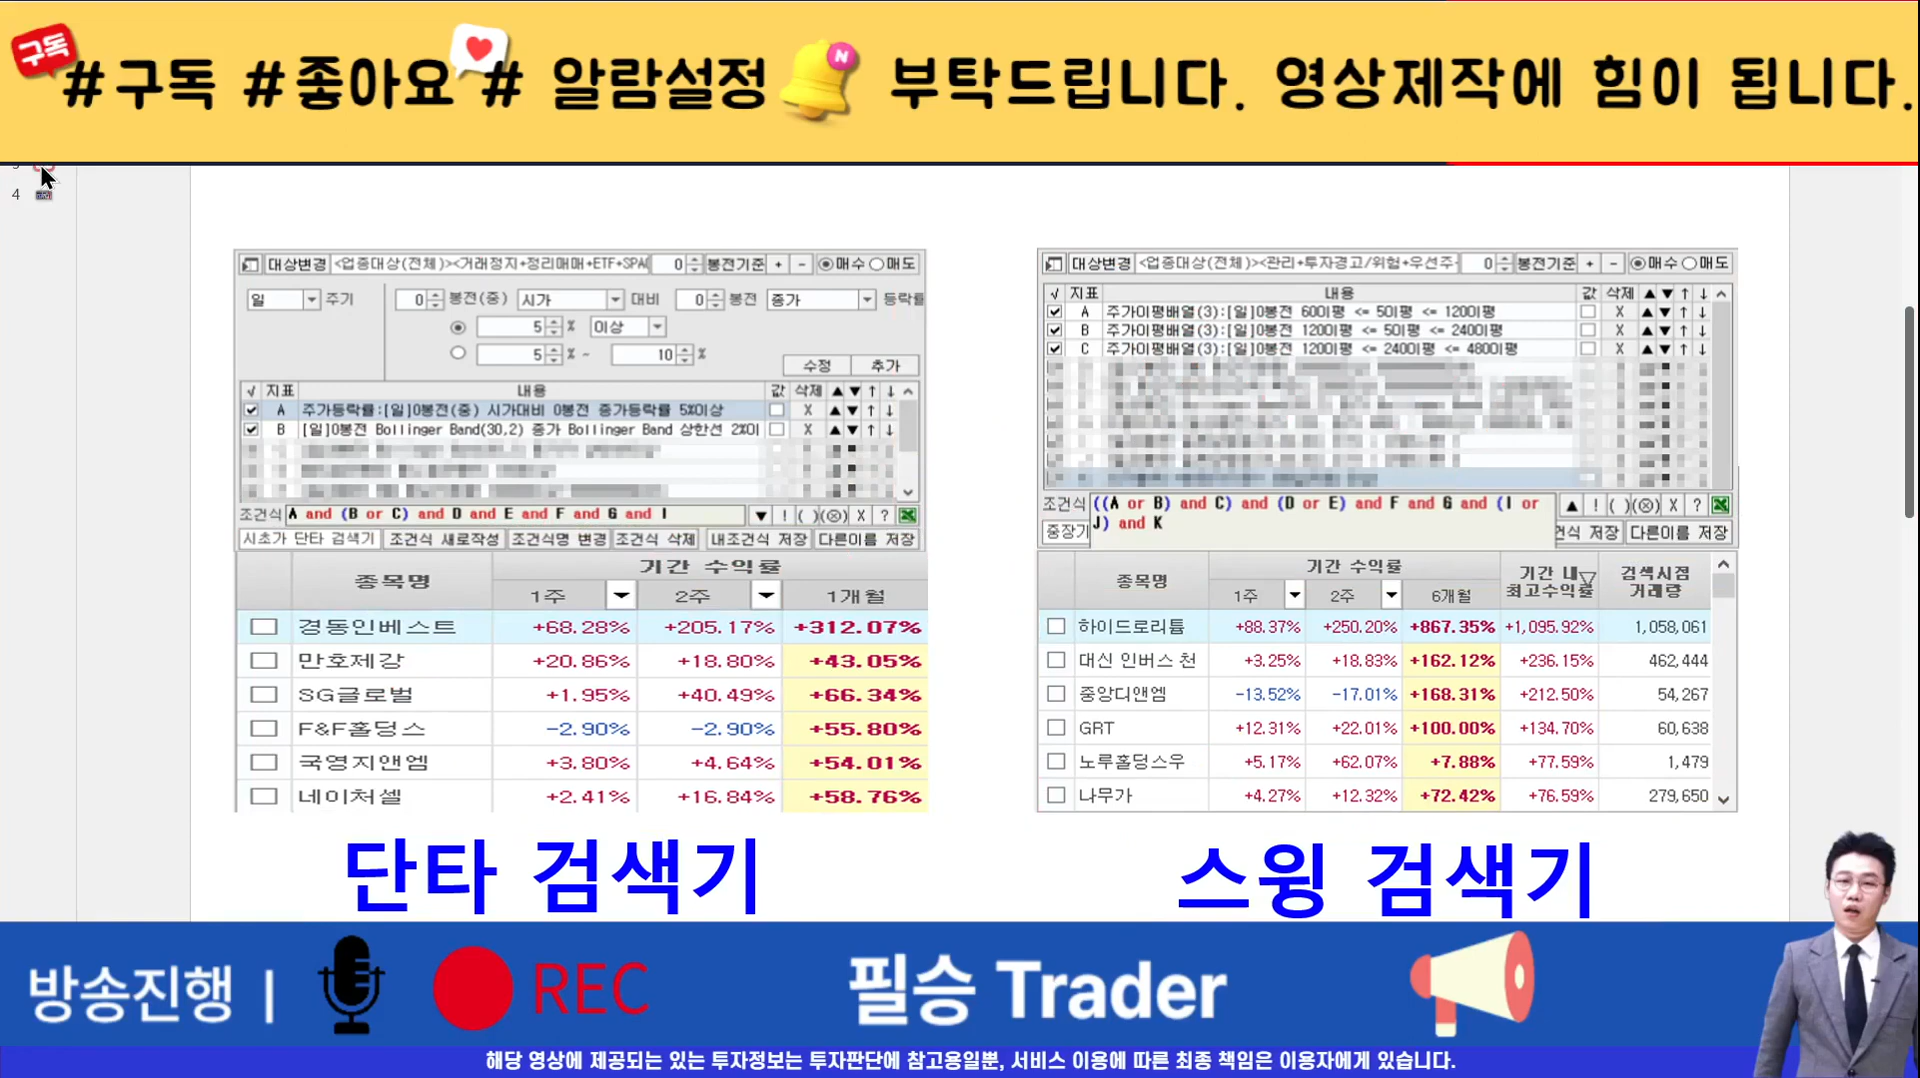 구독 #구독 #좋아요 # 알람설정 N 부탁드립니다. 영상제작에 힘이 됩니다.
4
대상변경 <업종대상(전체)><거래정지+정리매매+ETF+SPA 0 봉전기준 + - 매수 매도
일 주기 0 봉전(중) 시가 대비 0 봉전 종가 등락률
5 % 이상
5 % ~ 10 %
수정 추가
√ 지표 내용 값 삭제 ▲ ▼ ↑ ↓
A 주가등락률:[일]0봉전(중) 시가대비 0봉전 종가등락률 5%이상 X ▲ ▼ ↑ ↓
B [일]0봉전 Bollinger Band(30,2) 종가 Bollinger Band 상한선 2%이 X ▲ ▼ ↑ ↓
조건식 A and (B or C) and D and E and F and G and I ▼ ! ( ) (⊗) X ?
시초가 단타 검색기 조건식 새로작성 조건식명 변경 조건식 삭제 내조건식 저장 다른이름 저장
종목명 기간 수익률
1주 2주 1개월
경동인베스트 +68.28% +205.17% +312.07%
만호제강 +20.86% +18.80% +43.05%
SG글로벌 +1.95% +40.49% +66.34%
F&F홀딩스 -2.90% -2.90% +55.80%
국영지앤엠 +3.80% +4.64% +54.01%
네이처셀 +2.41% +16.84% +58.76%
단타 검색기
대상변경 <업종대상(전체)><관리+투자경고/위험+우선주 0 봉전기준 + - 매수 매도
√ 지표 내용 값 삭제 ▲ ▼ ↑ ↓
A 주가이평배열(3):[일]0봉전 60이평 <= 5이평 <= 120이평 X ▲ ▼ ↑ ↓
B 주가이평배열(3):[일]0봉전 120이평 <= 5이평 <= 240이평 X ▲ ▼ ↑ ↓
C 주가이평배열(3):[일]0봉전 120이평 <= 240이평 <= 480이평 X ▲ ▼ ↑ ↓
조건식 ((A or B) and C) and (D or E) and F and G and (I or J) and K ▲ ! ( ) (⊗) X ?
중장기 건식 저장 다른이름 저장
종목명 기간 수익률 기간 내 최고수익률 검색시점 거래량
1주 2주 6개월
하이드로리튬 +88.37% +250.20% +867.35% +1,095.92% 1,058,061
대신 인버스 천 +3.25% +18.83% +162.12% +236.15% 462,444
중앙디앤엠 -13.52% -17.01% +168.31% +212.50% 54,267
GRT +12.31% +22.01% +100.00% +134.70% 60,638
노루홀딩스우 +5.17% +62.07% +7.88% +77.59% 1,479
나무가 +4.27% +12.32% +72.42% +76.59% 279,650
스윙 검색기
방송진행 | REC 필승 Trader
해당 영상에 제공되는 있는 투자정보는 투자판단에 참고용일뿐, 서비스 이용에 따른 최종 책임은 이용자에게 있습니다.